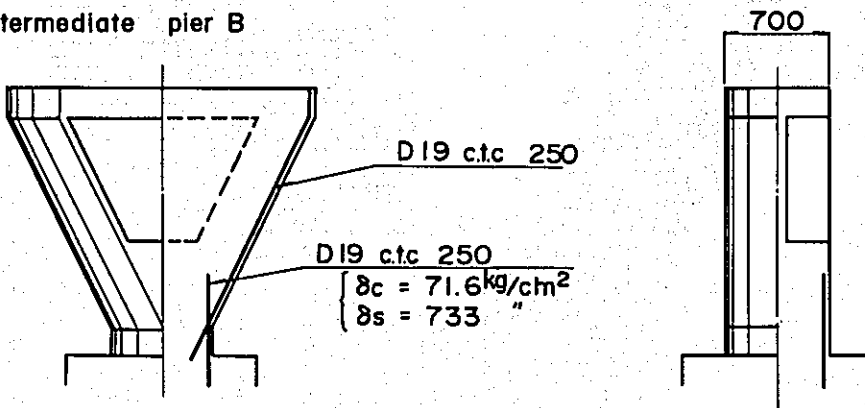 termediate pier B
700
D19 c.t.c 250
D19 c.t.c 250
δc = 71.6 kg/cm²
δs = 733 "